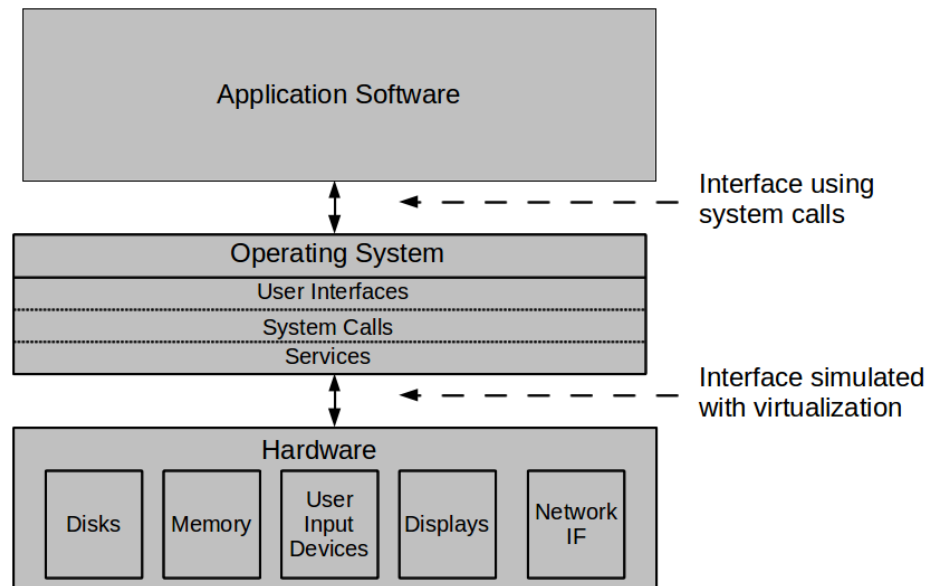 Application Software
Interface using
system calls
Operating System
User Interfaces
System Calls
Services
Interface simulated
with virtualization
Hardware
Disks
Memory
User
Input
Devices
Displays
Network
IF